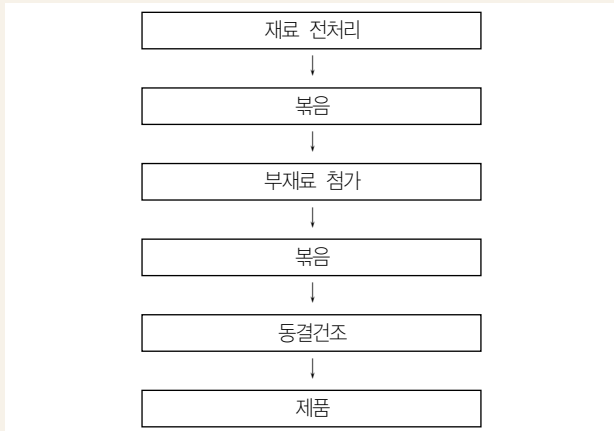 재료 전처리
볶음
부재료 첨가
볶음
동결건조
제품